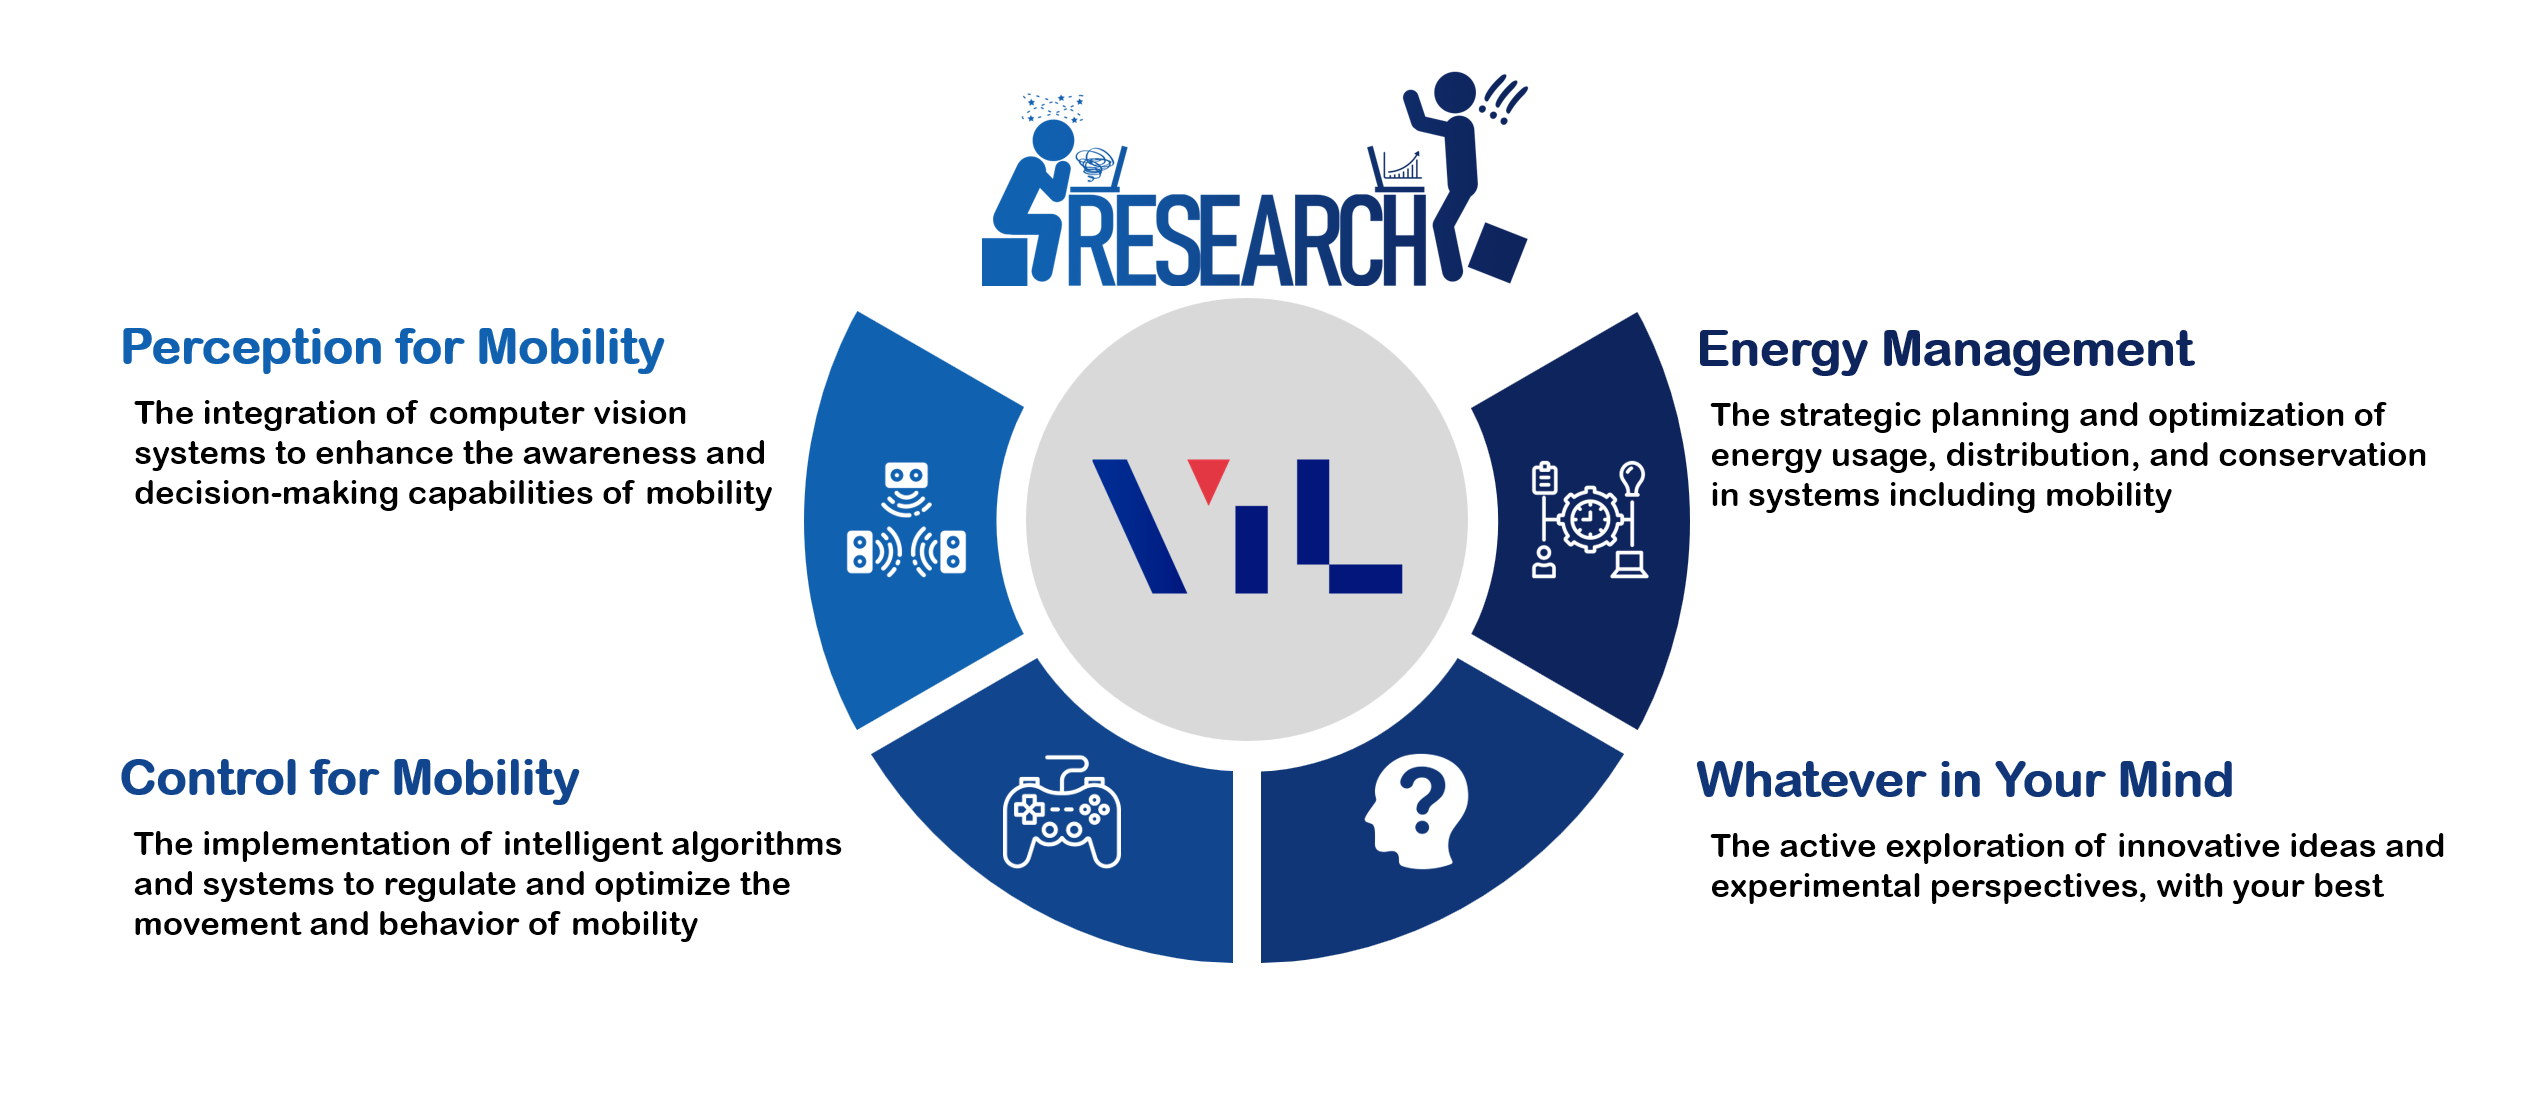 RESEARCH
Perception for Mobility
The integration of computer vision
systems to enhance the awareness and
decision-making capabilities of mobility
Energy Management
The strategic planning and optimization of
energy usage, distribution, and conservation
in systems including mobility
VIL
Control for Mobility
The implementation of intelligent algorithms
and systems to regulate and optimize the
movement and behavior of mobility
?
Whatever in Your Mind
The active exploration of innovative ideas and
experimental perspectives, with your best